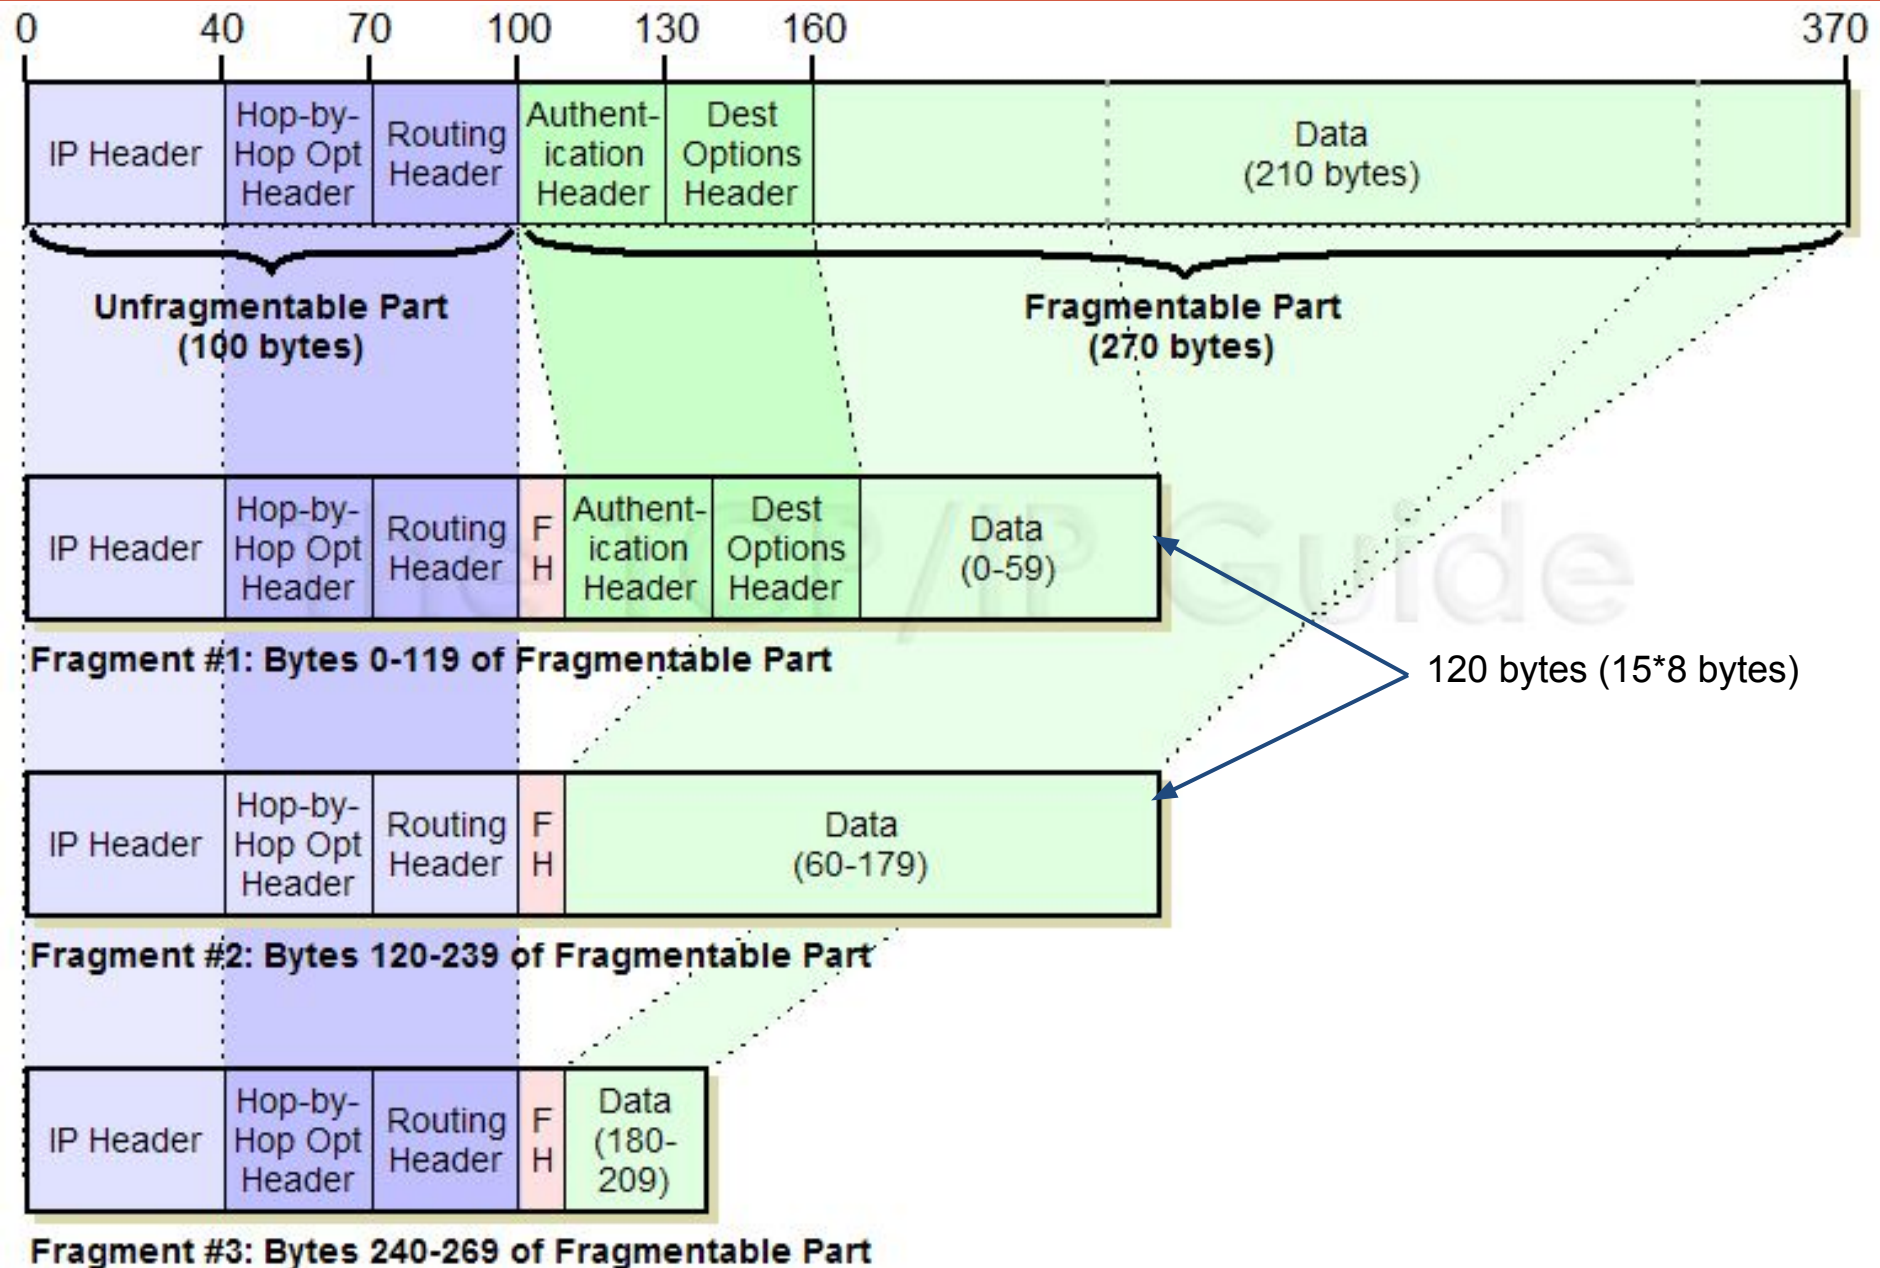 0 40 70 100 130 160 370
IP Header
Hop-by-
Hop Opt
Header
Routing
Header
Authent-
ication
Header
Dest
Options
Header
Data
(210 bytes)
Unfragmentable Part
(100 bytes)
Fragmentable Part
(270 bytes)
IP Header
Hop-by-
Hop Opt
Header
Routing
Header
F
H
Authent-
ication
Header
Dest
Options
Header
Data
(0-59)
The TCP/IP Guide
Fragment #1: Bytes 0-119 of Fragmentable Part
120 bytes (15*8 bytes)
IP Header
Hop-by-
Hop Opt
Header
Routing
Header
F
H
Data
(60-179)
Fragment #2: Bytes 120-239 of Fragmentable Part
IP Header
Hop-by-
Hop Opt
Header
Routing
Header
F
H
Data
(180-
209)
Fragment #3: Bytes 240-269 of Fragmentable Part